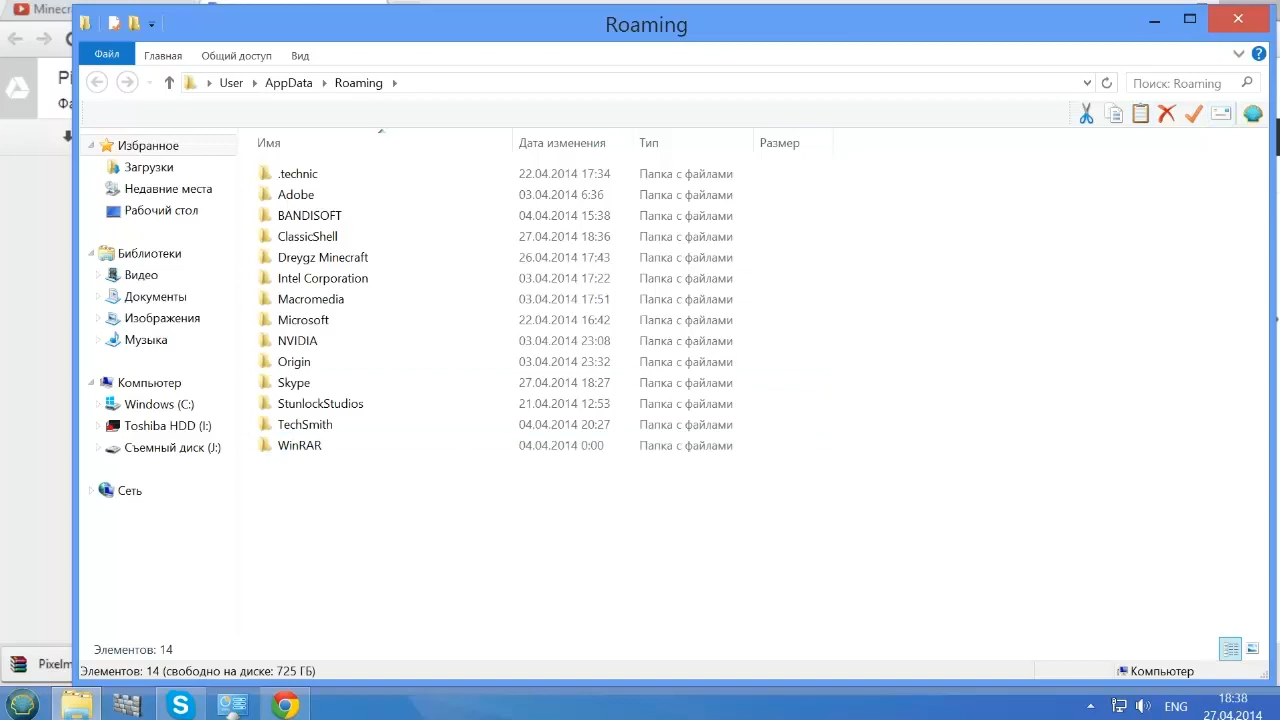 Minecr
Roaming
Файл Главная Общий доступ Вид
User AppData Roaming
Поиск: Roaming
Избранное
Загрузки
Недавние места
Рабочий стол
Библиотеки
Видео
Документы
Изображения
Музыка
Компьютер
Windows (C:)
Toshiba HDD (I:)
Съемный диск (J:)
Сеть
Имя Дата изменения Тип Размер
.technic 22.04.2014 17:34 Папка с файлами
Adobe 03.04.2014 6:36 Папка с файлами
BANDISOFT 04.04.2014 15:38 Папка с файлами
ClassicShell 27.04.2014 18:36 Папка с файлами
Dreygz Minecraft 26.04.2014 17:43 Папка с файлами
Intel Corporation 03.04.2014 17:22 Папка с файлами
Macromedia 03.04.2014 17:51 Папка с файлами
Microsoft 22.04.2014 16:42 Папка с файлами
NVIDIA 03.04.2014 23:08 Папка с файлами
Origin 03.04.2014 23:32 Папка с файлами
Skype 27.04.2014 18:27 Папка с файлами
StunlockStudios 21.04.2014 12:53 Папка с файлами
TechSmith 04.04.2014 20:27 Папка с файлами
WinRAR 04.04.2014 0:00 Папка с файлами
Элементов: 14
Элементов: 14 (свободно на диске: 725 ГБ)
Компьютер
Pixelm
ENG
18:38
27.04.2014